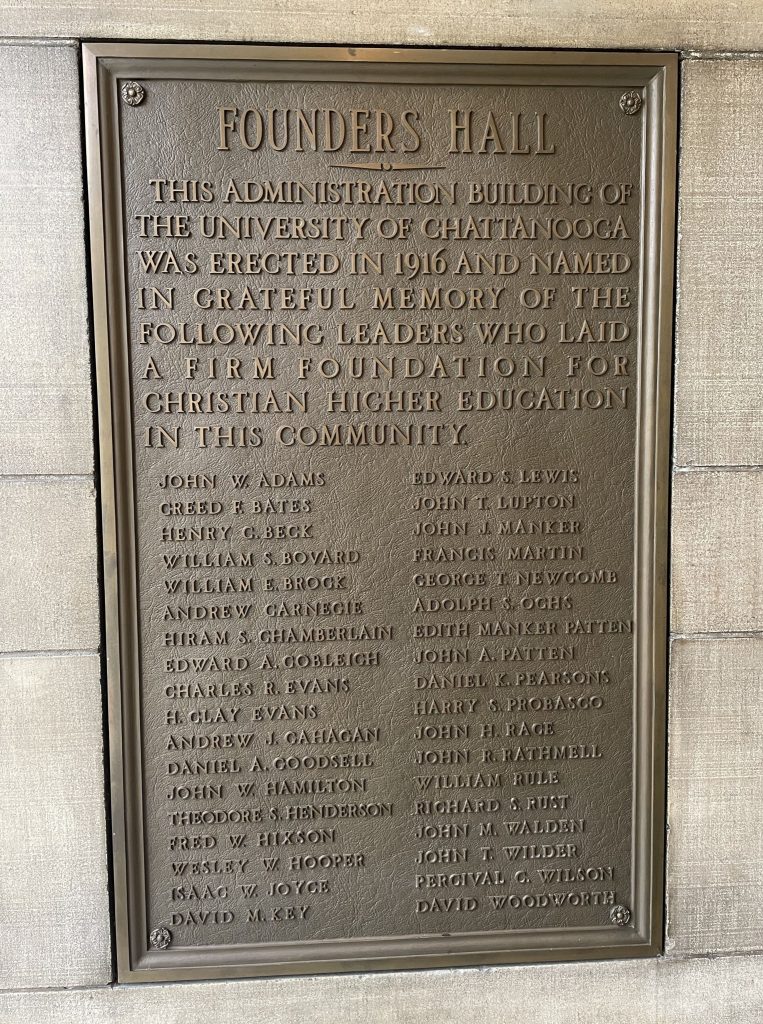 FOUNDERS HALL
THIS ADMINISTRATION BUILDING OF
THE UNIVERSITY OF CHATTANOOGA
WAS ERECTED IN 1916 AND NAMED
IN GRATEFUL MEMORY OF THE
FOLLOWING LEADERS WHO LAID
A FIRM FOUNDATION FOR
CHRISTIAN HIGHER EDUCATION
IN THIS COMMUNITY.
JOHN W. ADAMS
CREED F. BATES
HENRY C. BECK
WILLIAM S. BOVARD
WILLIAM E. BROCK
ANDREW CARNEGIE
HIRAM S. CHAMBERLAIN
EDWARD A. COBLEIGH
CHARLES R. EVANS
H. CLAY EVANS
ANDREW J. GAHAGAN
DANIEL A. GOODSELL
JOHN W. HAMILTON
THEODORE S. HENDERSON
FRED W. HIXSON
WESLEY W. HOOPER
ISAAC W. JOYCE
DAVID M. KEY
EDWARD S. LEWIS
JOHN T. LUPTON
JOHN J. MANKER
FRANCIS MARTIN
GEORGE T. NEWCOMB
ADOLPH S. OCHS
EDITH MANKER PATTEN
JOHN A. PATTEN
DANIEL K. PEARSONS
HARRY S. PROBASCO
JOHN H. RACE
JOHN R. RATHMELL
WILLIAM RULE
RICHARD S. RUST
JOHN M. WALDEN
JOHN T. WILDER
PERCIVAL C. WILSON
DAVID WOODWORTH